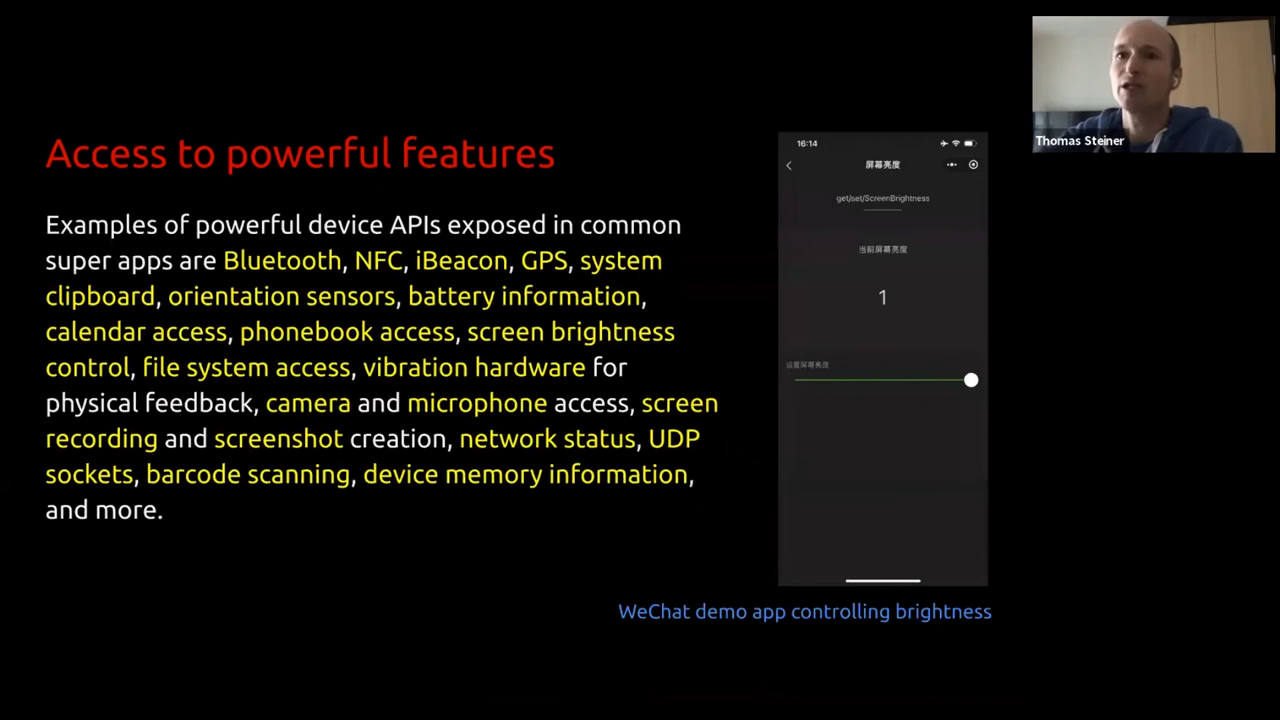 Access to powerful features
Examples of powerful device APIs exposed in common
super apps are Bluetooth, NFC, iBeacon, GPS, system
clipboard, orientation sensors, battery information,
calendar access, phonebook access, screen brightness
control, file system access, vibration hardware for
physical feedback, camera and microphone access, screen
recording and screenshot creation, network status, UDP
sockets, barcode scanning, device memory information,
and more.
16:14
屏幕亮度
get/set/ScreenBrightness
当前屏幕亮度
1
设置屏幕亮度
WeChat demo app controlling brightness
Thomas Steiner